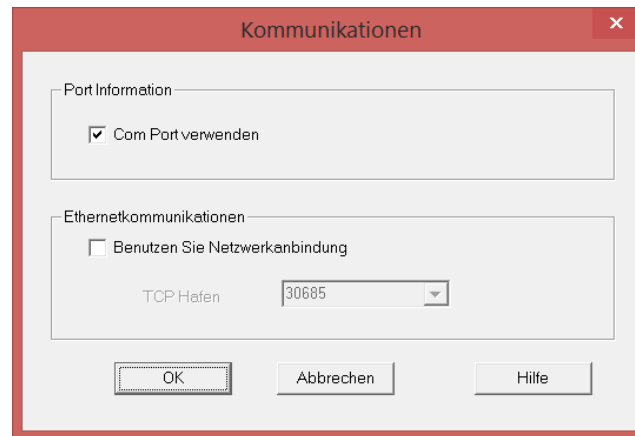 Kommunikationen
Port Information
Com Port verwenden
Ethernetkommunikationen
Benutzen Sie Netzwerkanbindung
TCP Hafen 30685
OK Abbrechen Hilfe